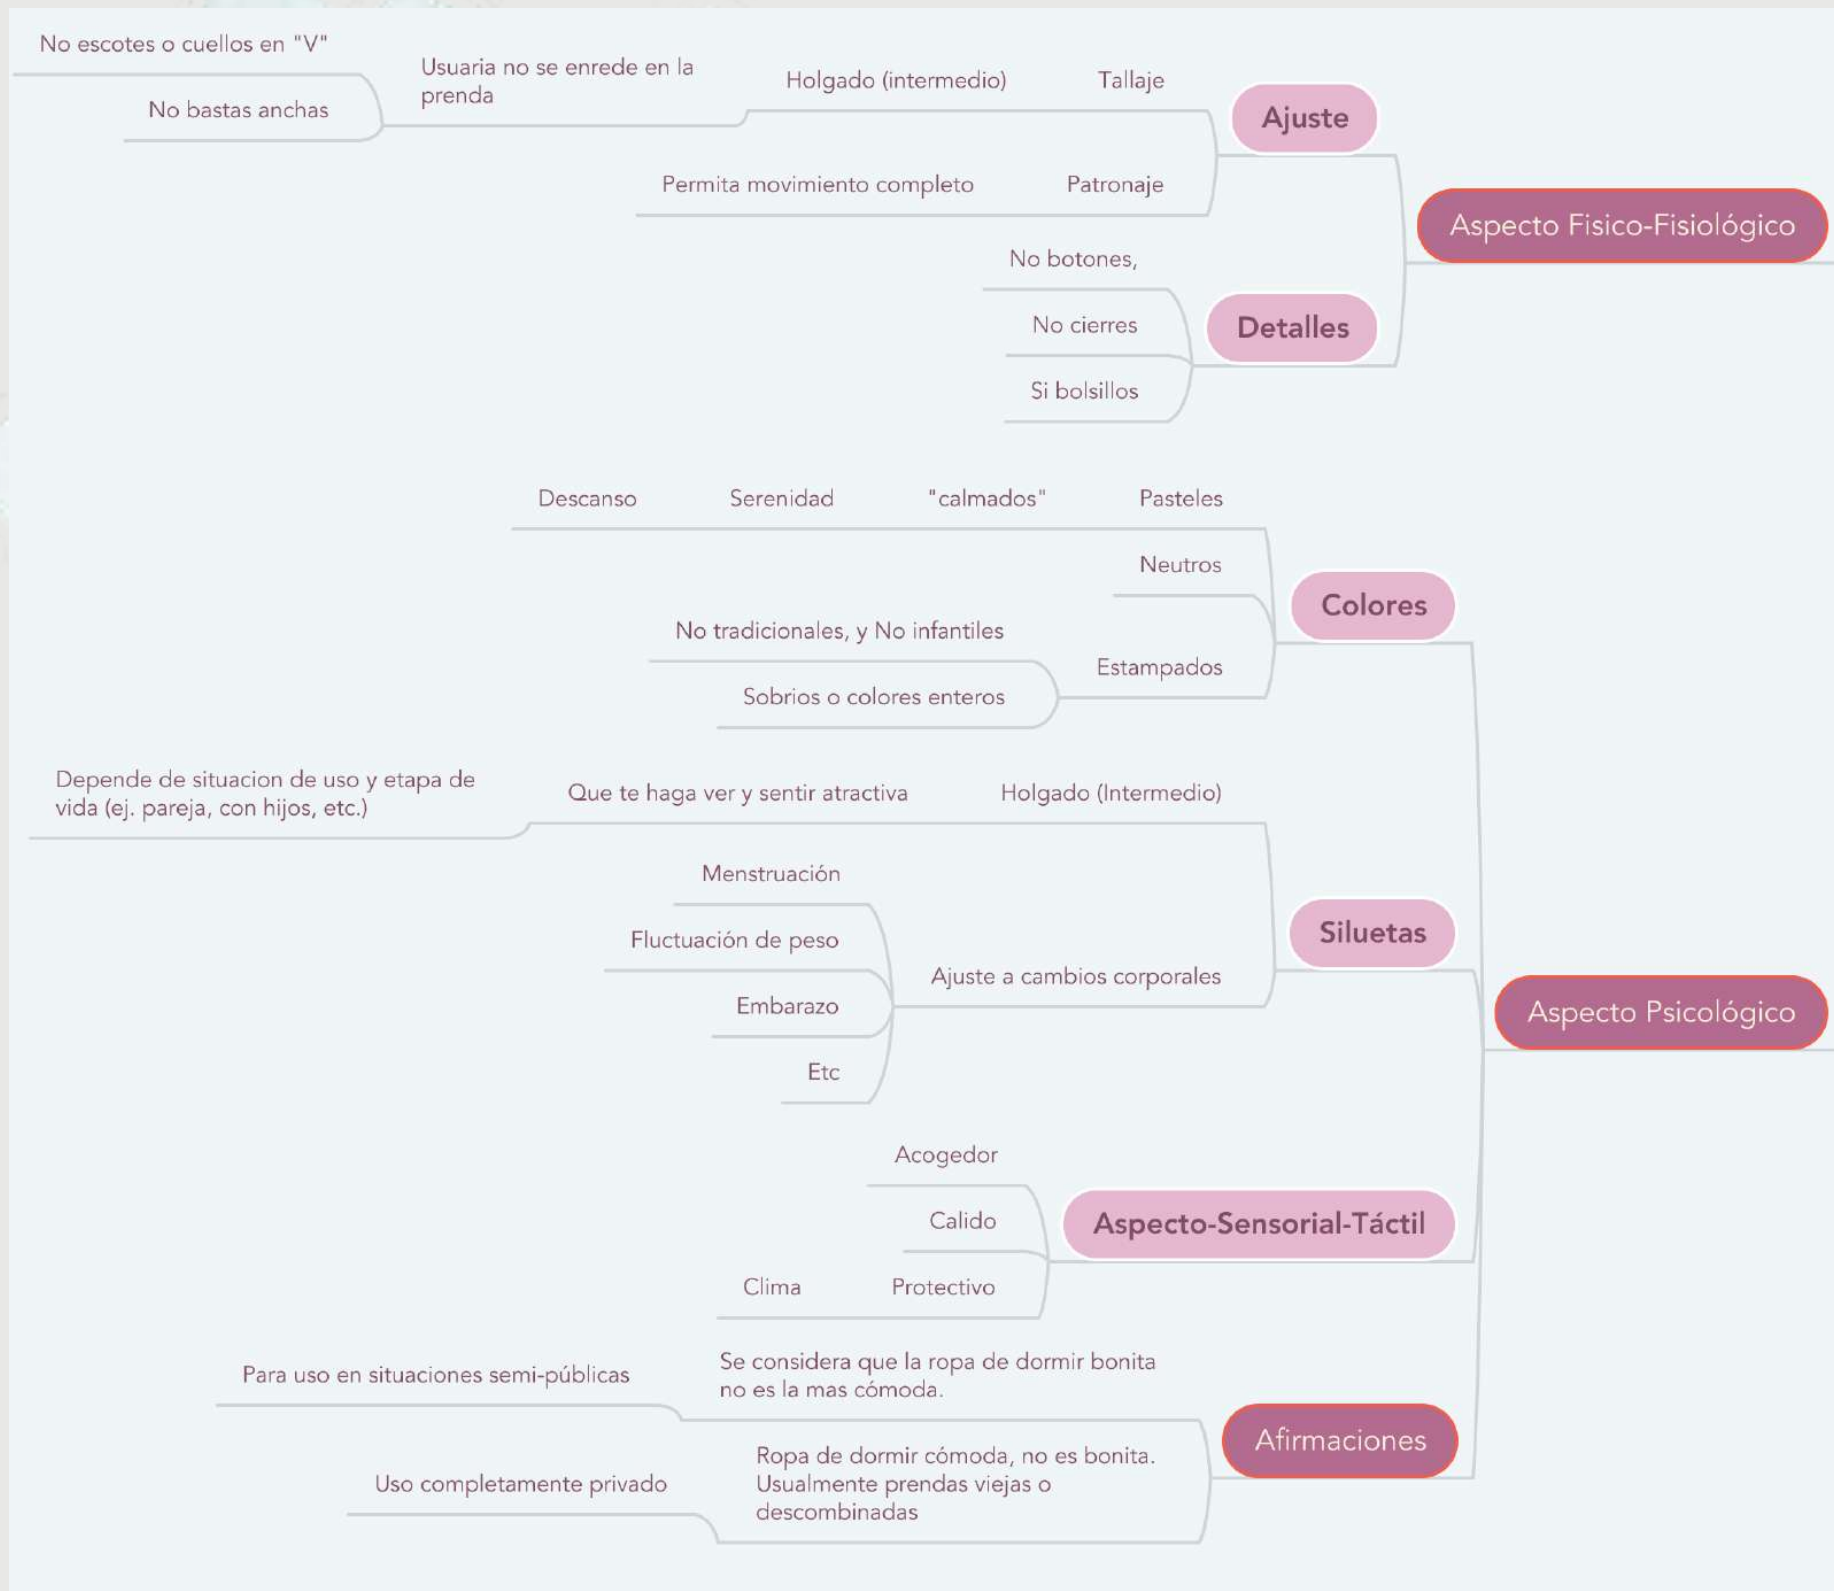 No escotes o cuellos en "V"
No bastas anchas
Usuaria no se enrede en la
prenda
Holgado (intermedio)
Tallaje
Ajuste
Permita movimiento completo
Patronaje
Aspecto Fisico-Fisiológico
No botones,
No cierres
Si bolsillos
Detalles
Descanso
Serenidad
"calmados"
Pasteles
Neutros
Colores
No tradicionales, y No infantiles
Sobrios o colores enteros
Estampados
Depende de situacion de uso y etapa de
vida (ej. pareja, con hijos, etc.)
Que te haga ver y sentir atractiva
Holgado (Intermedio)
Menstruación
Fluctuación de peso
Embarazo
Etc
Ajuste a cambios corporales
Siluetas
Aspecto Psicológico
Acogedor
Calido
Clima
Protectivo
Aspecto-Sensorial-Táctil
Para uso en situaciones semi-públicas
Se considera que la ropa de dormir bonita
no es la mas cómoda.
Afirmaciones
Uso completamente privado
Ropa de dormir cómoda, no es bonita.
Usualmente prendas viejas o
descombinadas